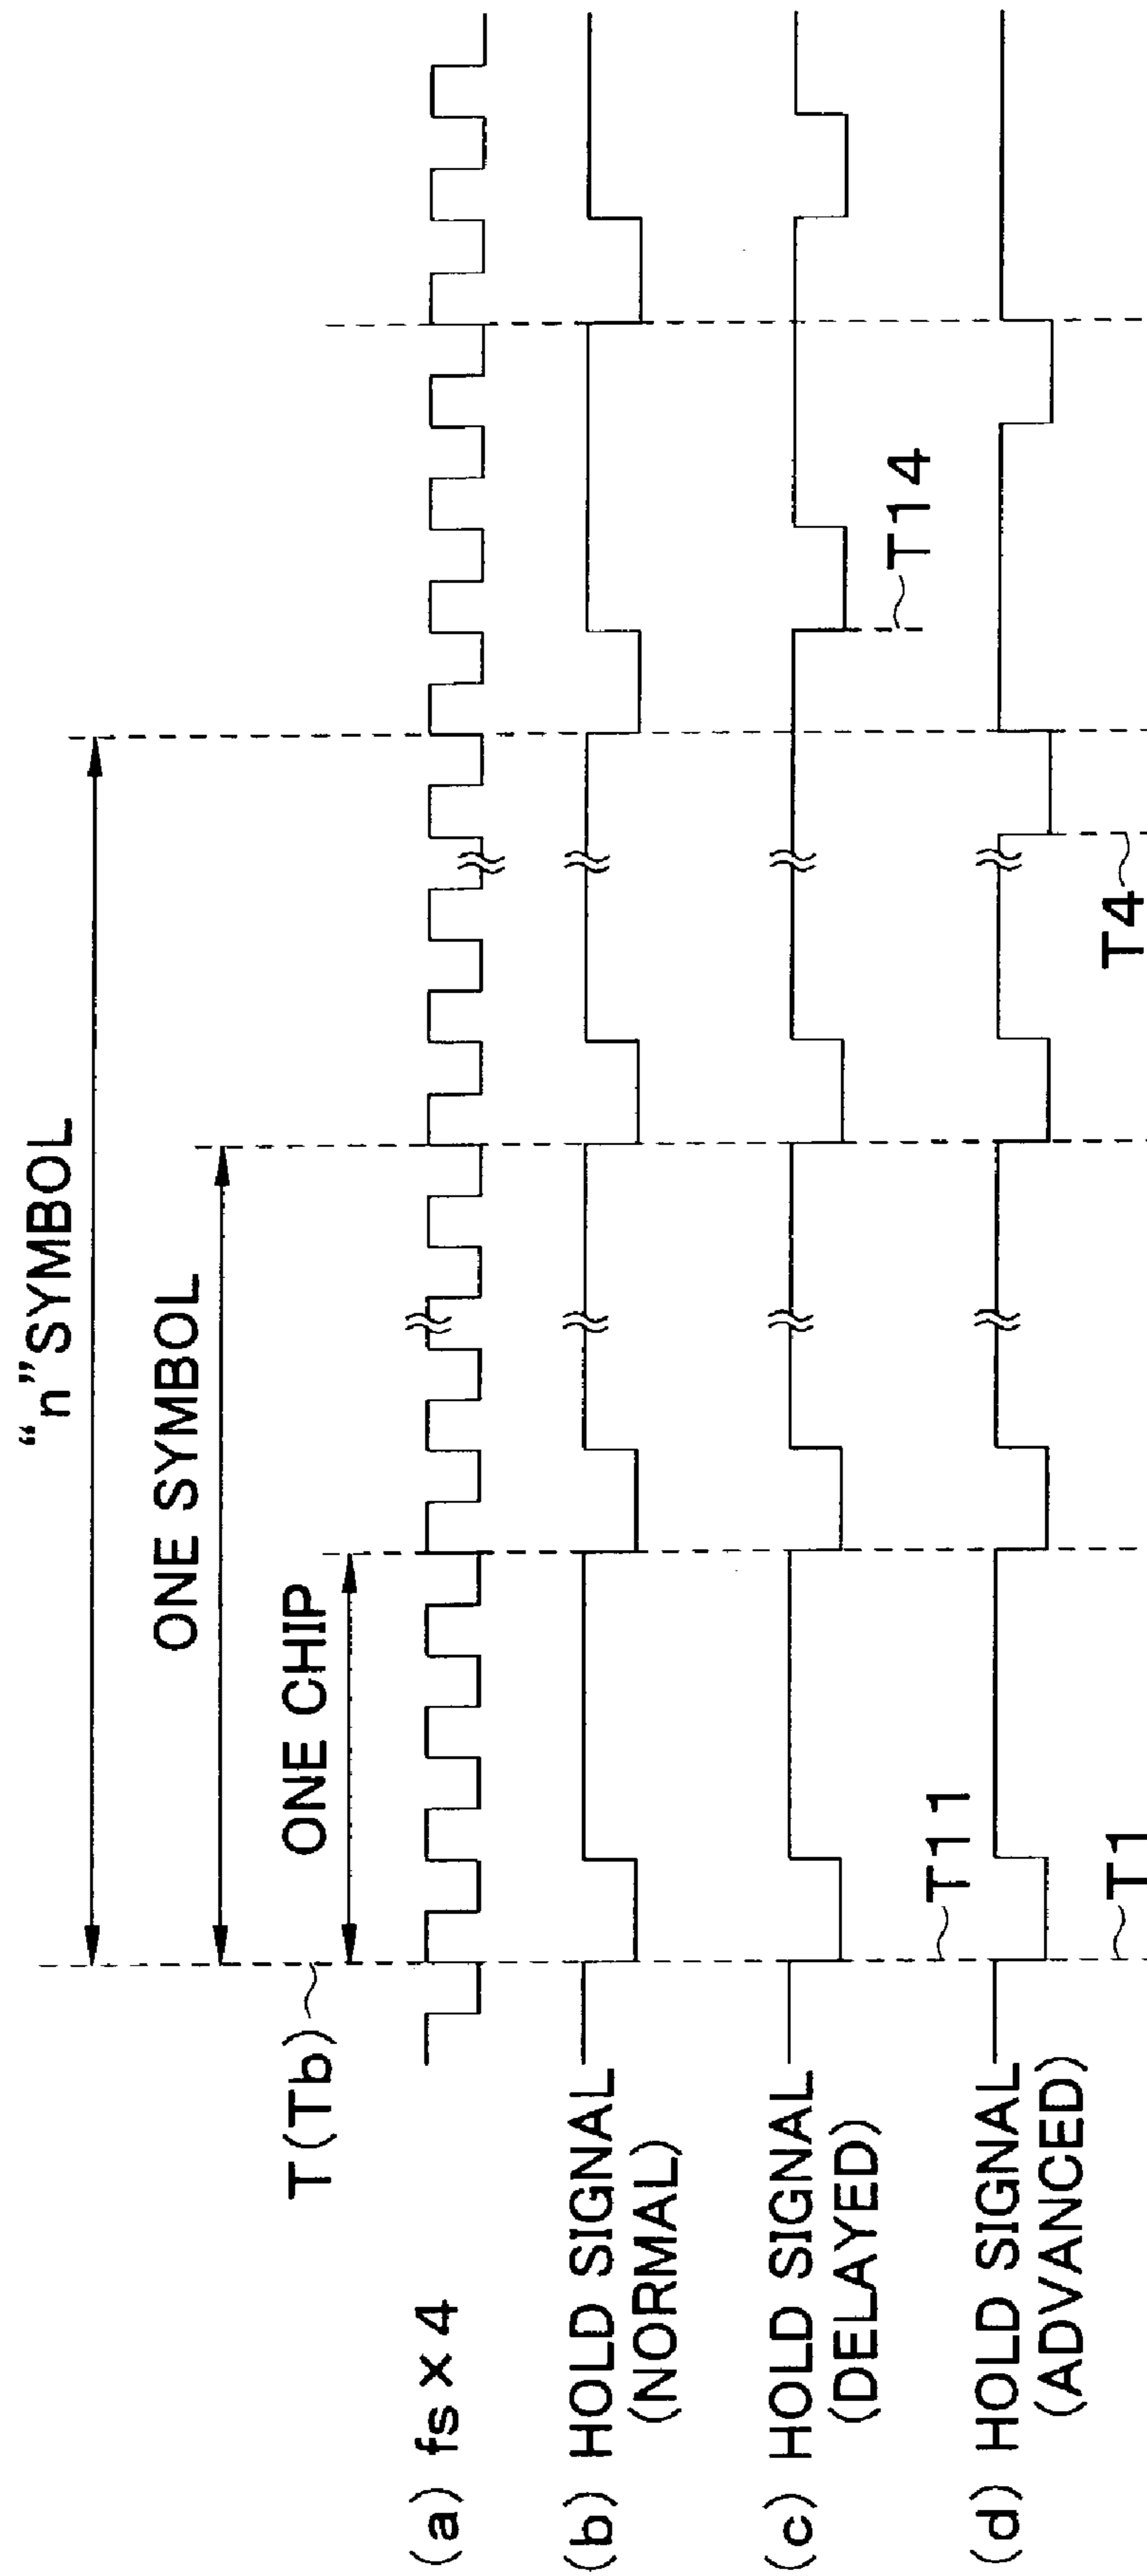 “n”SYMBOL
ONE SYMBOL
ONE CHIP
T(Tb)
(a) fs×4
(b) HOLD SIGNAL
(NORMAL)
(c) HOLD SIGNAL
(DELAYED)
T14
T11
(d) HOLD SIGNAL
(ADVANCED)
T4
T1